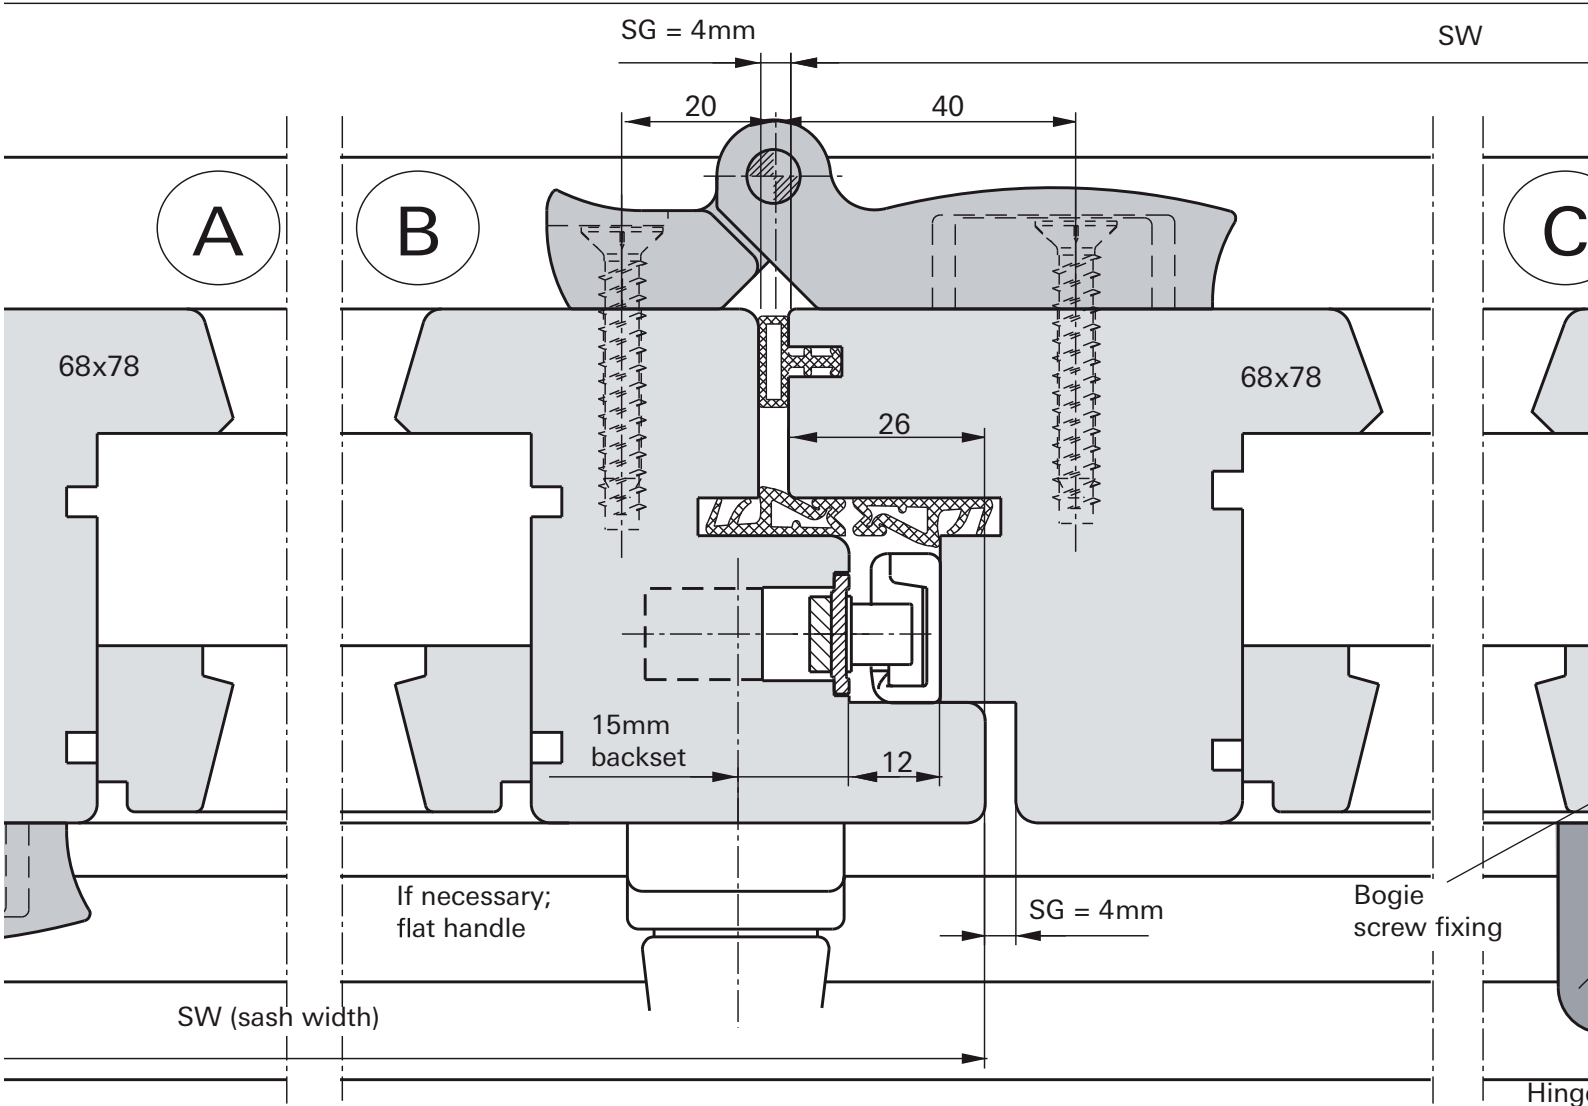 SG = 4mm
SW
20
40
A
B
C
68x78
68x78
26
15mm
backset
12
If necessary;
flat handle
SG = 4mm
Bogie
screw fixing
SW (sash width)